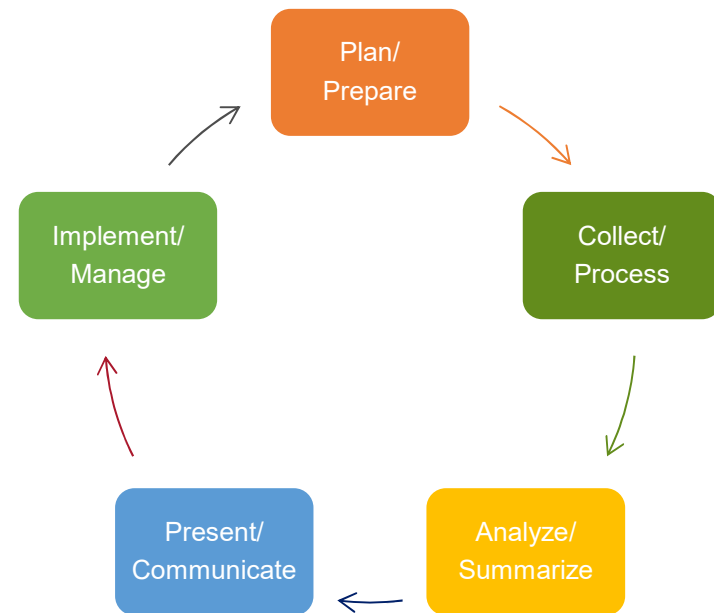 Plan/
Prepare
Collect/
Process
Analyze/
Summarize
Present/
Communicate
Implement/
Manage